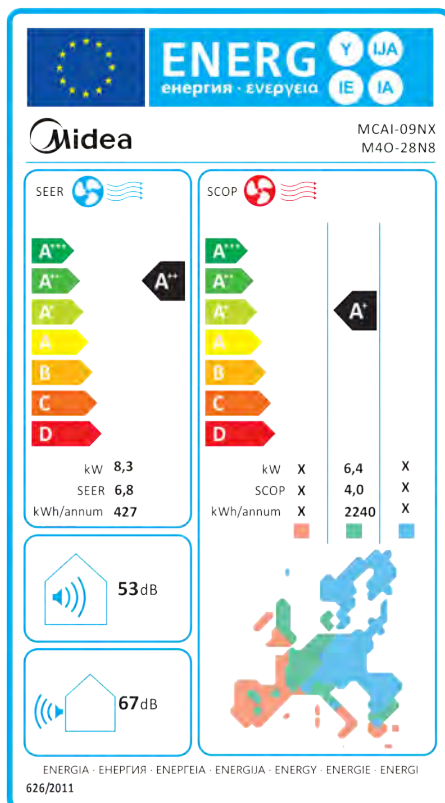 ENERG
енергия · ενεργεια
Y
IJA
IE
IA
Midea
MCAI-09NX
M4O-28N8
SEER
A+++
A++
A+
A
B
C
D
A++
kW 8,3
SEER 6,8
kWh/annum 427
SCOP
A+++
A++
A+
A
B
C
D
A+
kW X 6,4 X
SCOP X 4,0 X
kWh/annum X 2240 X
53dB
67dB
ENERGIA · ЕНЕРГИЯ · ΕΝΕΡΓΕΙΑ · ENERGIJA · ENERGY · ENERGIE · ENERGI
626/2011